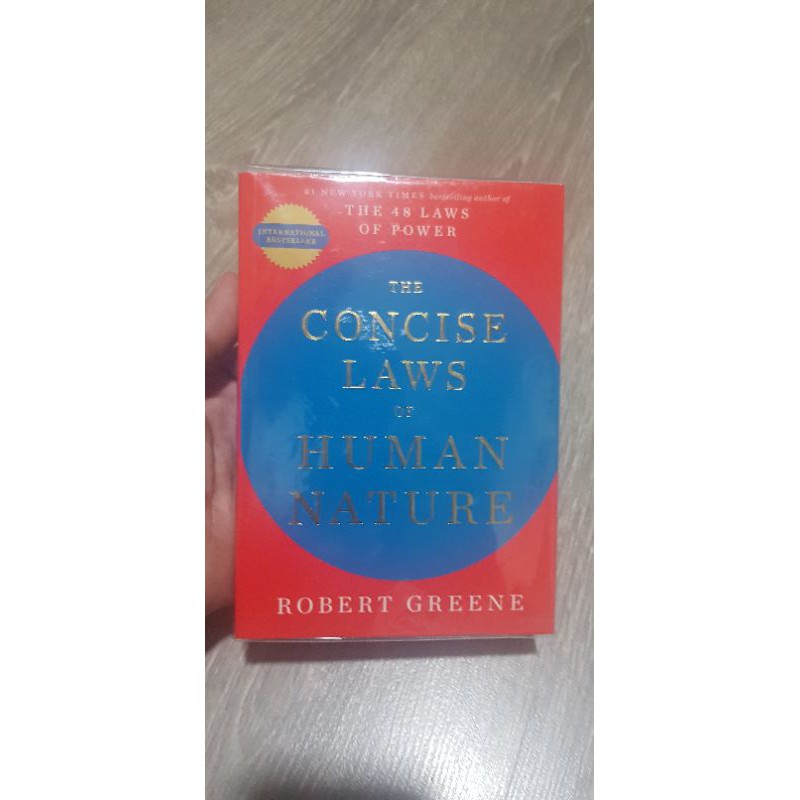 #1 NEW YORK TIMES bestselling author of
THE 48 LAWS
OF POWER
INTERNATIONAL
BESTSELLER
THE
CONCISE
LAWS
OF
HUMAN
NATURE
ROBERT GREENE